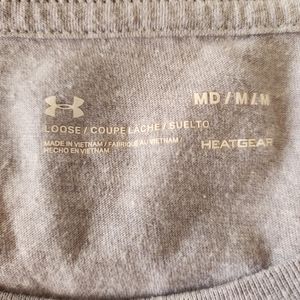 MD / M / M
LOOSE / COUPE LÂCHE / SUELTO
MADE IN VIETNAM / FABRIQUÉ AU VIETNAM /
HECHO EN VIETNAM
HEATGEAR